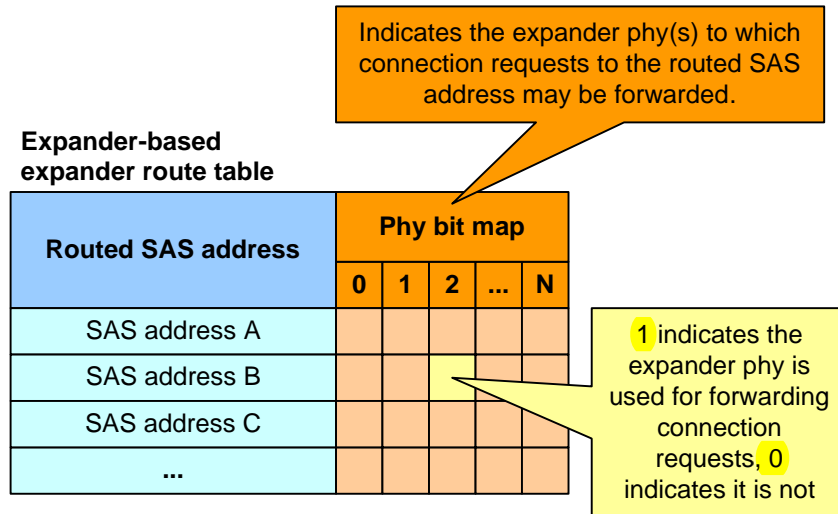 Indicates the expander phy(s) to which
connection requests to the routed SAS
address may be forwarded.
Expander-based
expander route table
Routed SAS address
Phy bit map
0 1 2 ... N
SAS address A
SAS address B
SAS address C
...
1 indicates the
expander phy is
used for forwarding
connection
requests, 0
indicates it is not